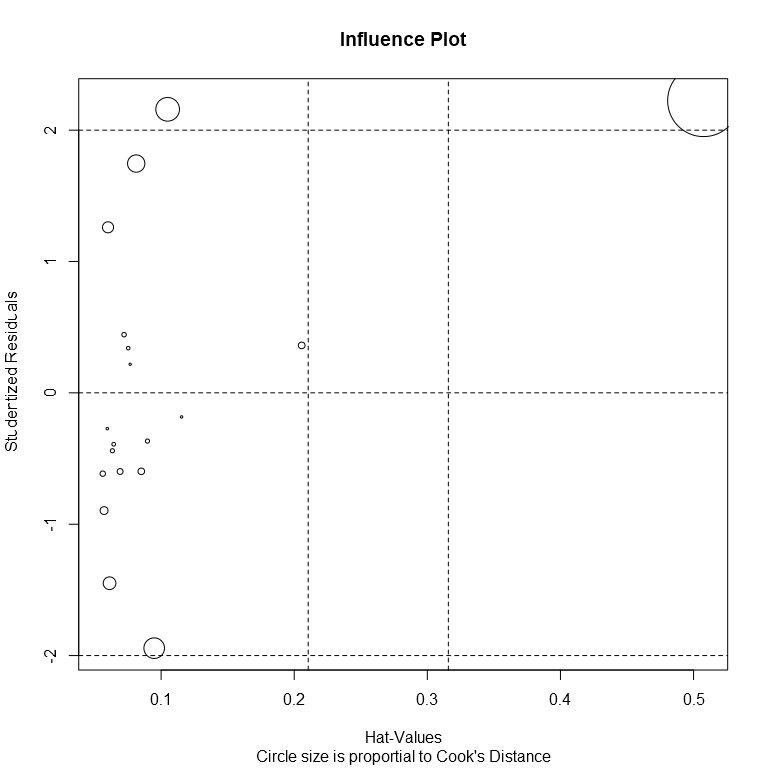 Influence Plot
Studentized Residuals
2
1
0
-1
-2
0.1 0.2 0.3 0.4 0.5
Hat-Values
Circle size is proportial to Cook's Distance